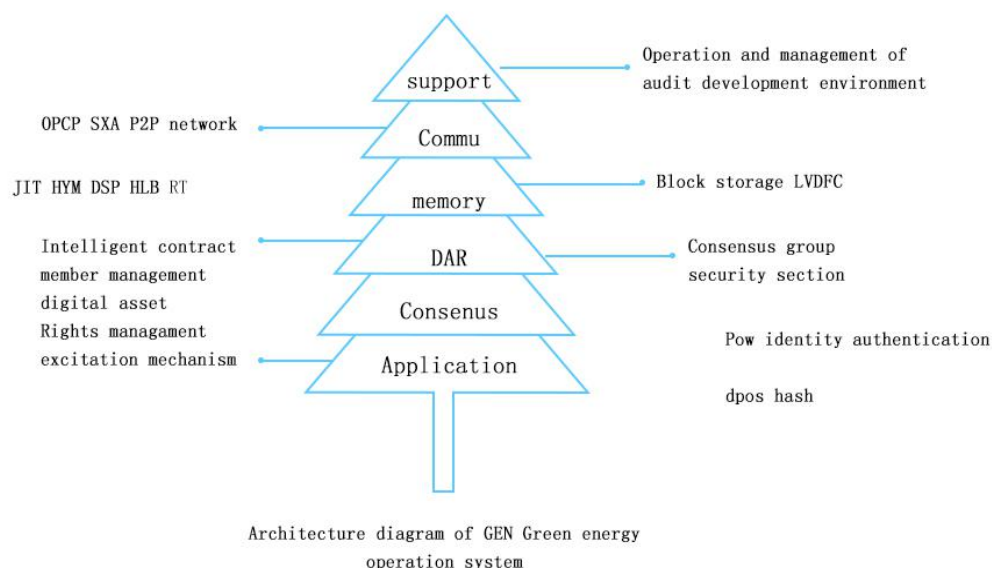 support
Operation and management of
audit development environment
OPCP SXA P2P network
Commu
JIT HYM DSP HLB RT
memory
Block storage LVDFC
Intelligent contract
member management
digital asset
Rights managament
excitation mechanism
DAR
Consensus group
security section
Consenus
Pow identity authentication
Application
dpos hash
Architecture diagram of GEN Green energy
operation system